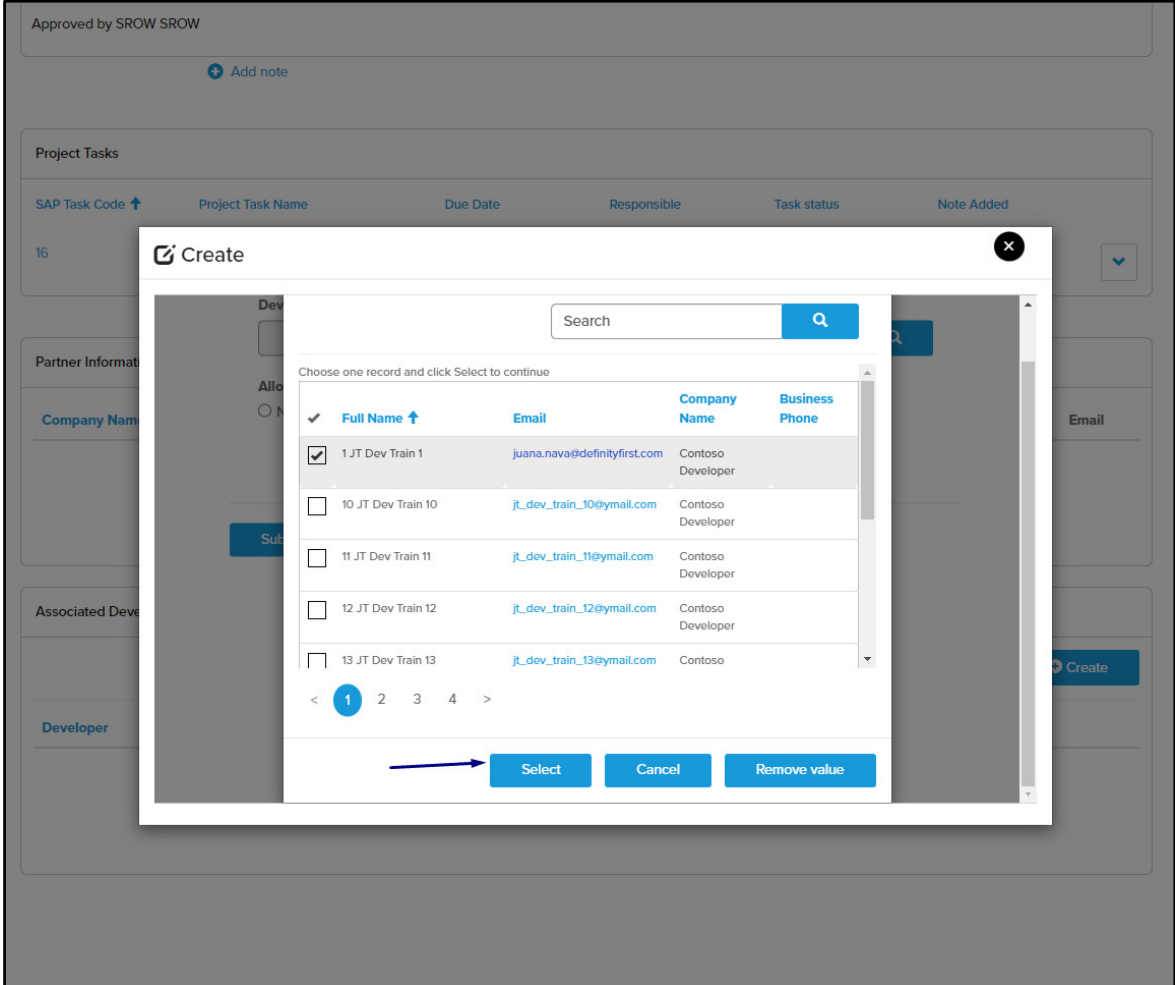 Approved by SROW SROW
Add note
Project Tasks
SAP Task Code Project Task Name Due Date Responsible Task status Note Added
16
Create
Search
Choose one record and click Select to continue
Full Name Email Company Name Business Phone
1 JT Dev Train 1 juana.nava@definityfirst.com Contoso Developer
10 JT Dev Train 10 jt_dev_train_10@ymail.com Contoso Developer
11 JT Dev Train 11 jt_dev_train_11@ymail.com Contoso Developer
12 JT Dev Train 12 jt_dev_train_12@ymail.com Contoso Developer
13 JT Dev Train 13 jt_dev_train_13@ymail.com Contoso
< 1 2 3 4 >
Select Cancel Remove value
Dev
Allo
N
Sub
Partner Informati
Company Nam
Email
Associated Deve
Create
Developer